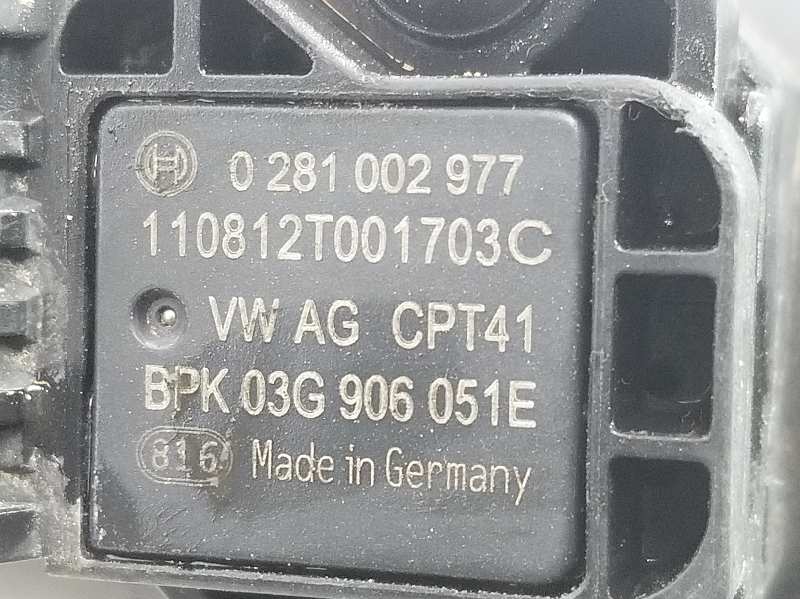 0 281 002 977
110812T001703C
VW AG CPT41
BPK 03G 906 051E
816 Made in Germany